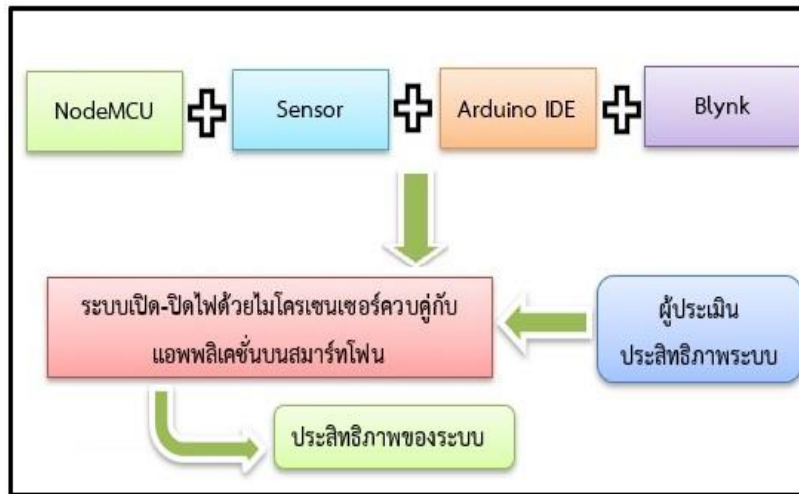 NodeMCU
Sensor
Arduino IDE
Blynk
ระบบเปิด-ปิดไฟด้วยไมโครเซนเซอร์ควบคู่กับ
แอพพลิเคชั่นบนสมาร์ทโฟน
ผู้ประเมิน
ประสิทธิภาพระบบ
ประสิทธิภาพของระบบ